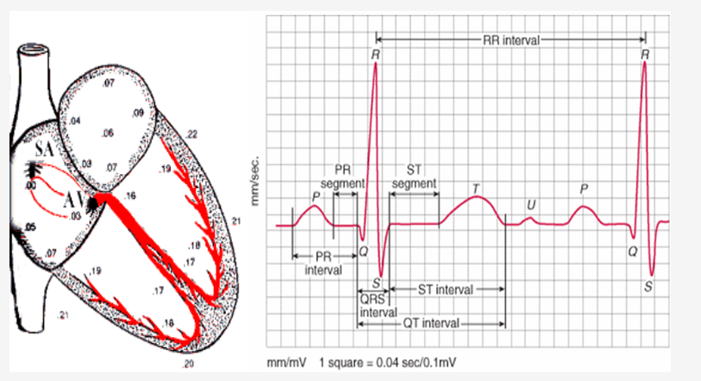 .07
.04
.09
.06
.22
SA
.03
.07
.19
.00
AV
.16
.03
21
.05
.18
.07
.17
.19
.17
.21
.18
.20
RR interval
R
R
mm/sec.
PR
segment
ST
segment
P
T
U
P
Q
Q
PR
interval
S
S
QRS
interval
ST interval
QT interval
mm/mV 1 square = 0.04 sec/0.1mV